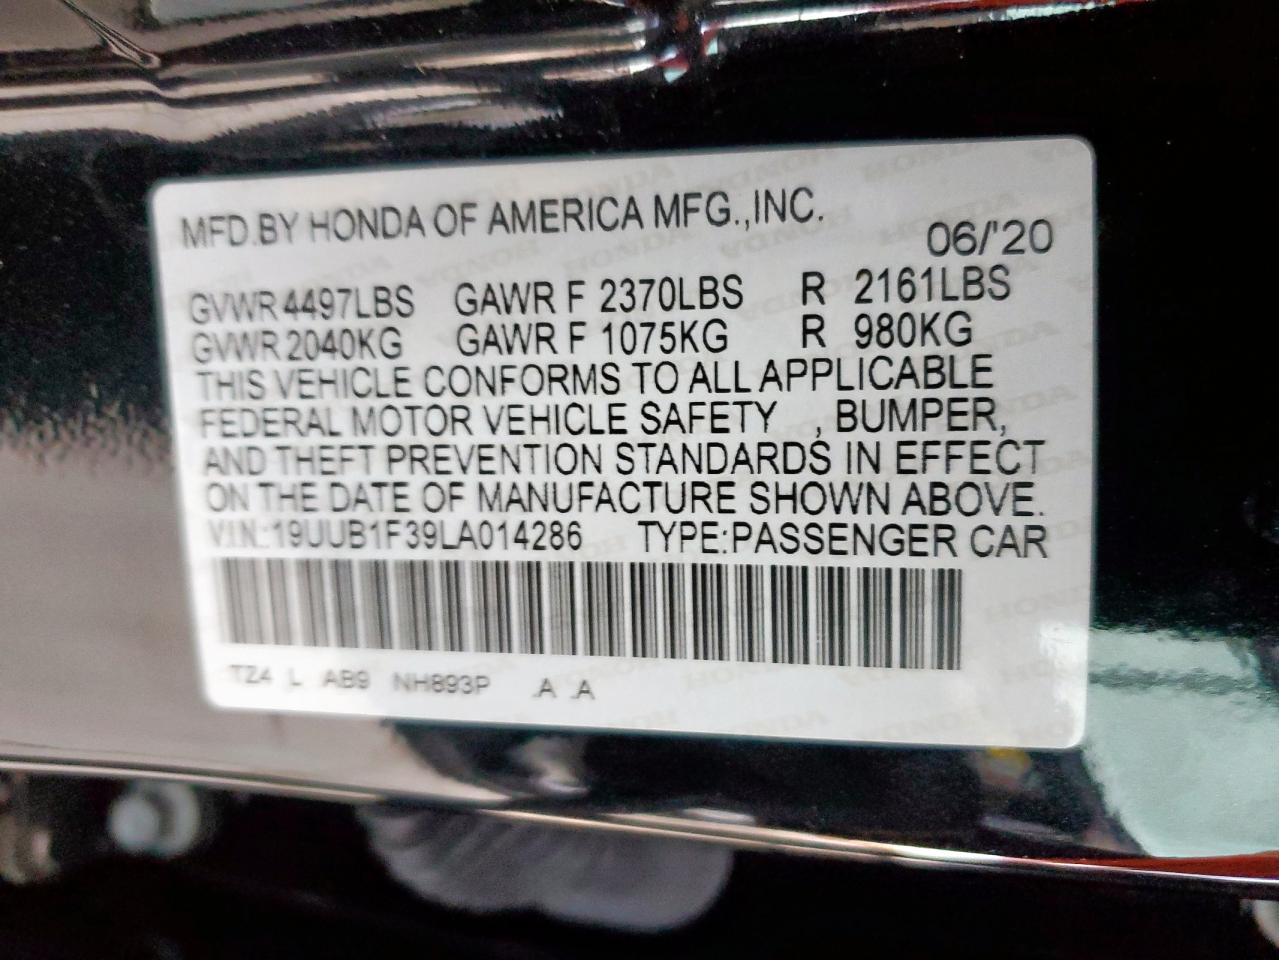 MFD.BY HONDA OF AMERICA MFG.,INC.
06/'20
GVWR 4497LBS GAWR F 2370LBS R 2161LBS
GVWR 2040KG GAWR F 1075KG R 980KG
THIS VEHICLE CONFORMS TO ALL APPLICABLE
FEDERAL MOTOR VEHICLE SAFETY , BUMPER,
AND THEFT PREVENTION STANDARDS IN EFFECT
ON THE DATE OF MANUFACTURE SHOWN ABOVE.
V.I.N.:19UUB1F39LA014286 TYPE:PASSENGER CAR
TZ4 L AB9 NH893P .A .A